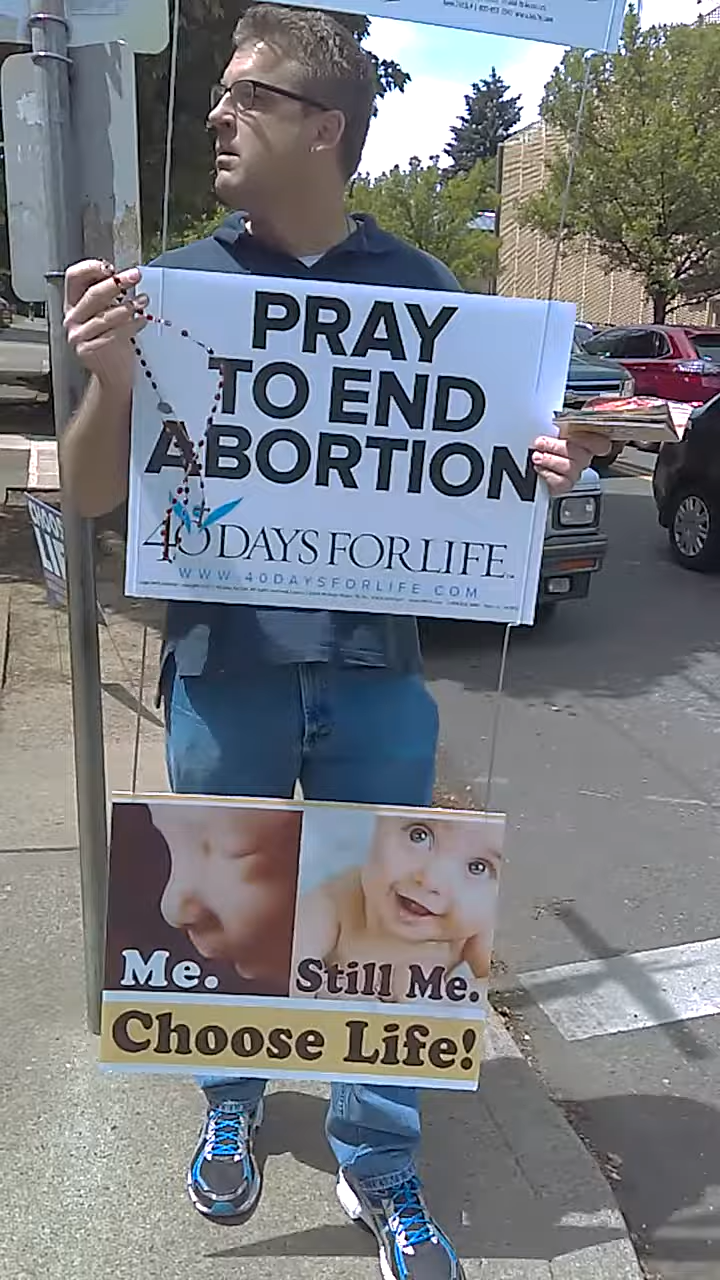 PRAY
TO END
ABORTION
40 DAYS FOR LIFE
WWW.40DAYSFORLIFE.COM
Me.
Still Me.
Choose Life!